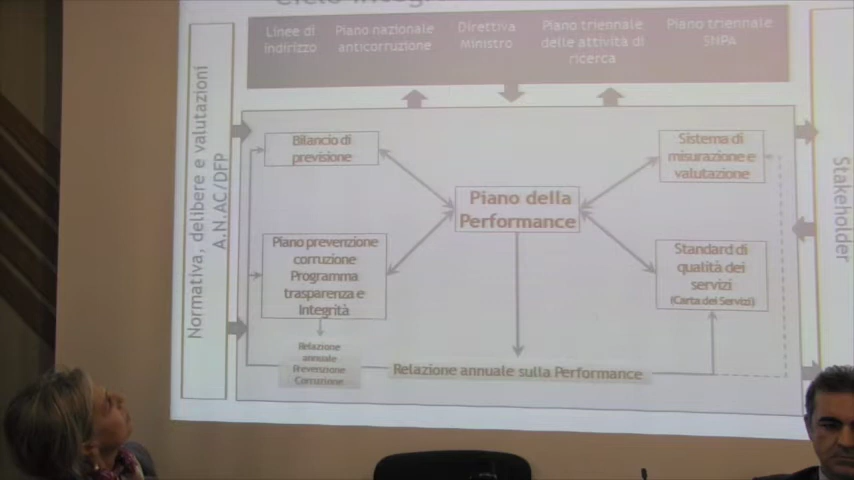 Ciclo Integr
Linee di
Indirizzo
Piano nazionale
anticorruzione
Direttiva
Ministro
Piano triennale
delle attività di
ricerca
Piano triennale
SNPA
Normativa, delibere e valutazioni
A.N.AC/DFP
Bilancio di
previsione
Piano prevenzione
corruzione
Programma
trasparenza e
Integrità
Relazione
annuale
Prevenzione
Corruzione
Piano della
Performance
Relazione annuale sulla Performance
Sistema di
misurazione e
valutazione
Standard di
qualità dei
servizi
(Carta dei Servizi)
Stakeholder